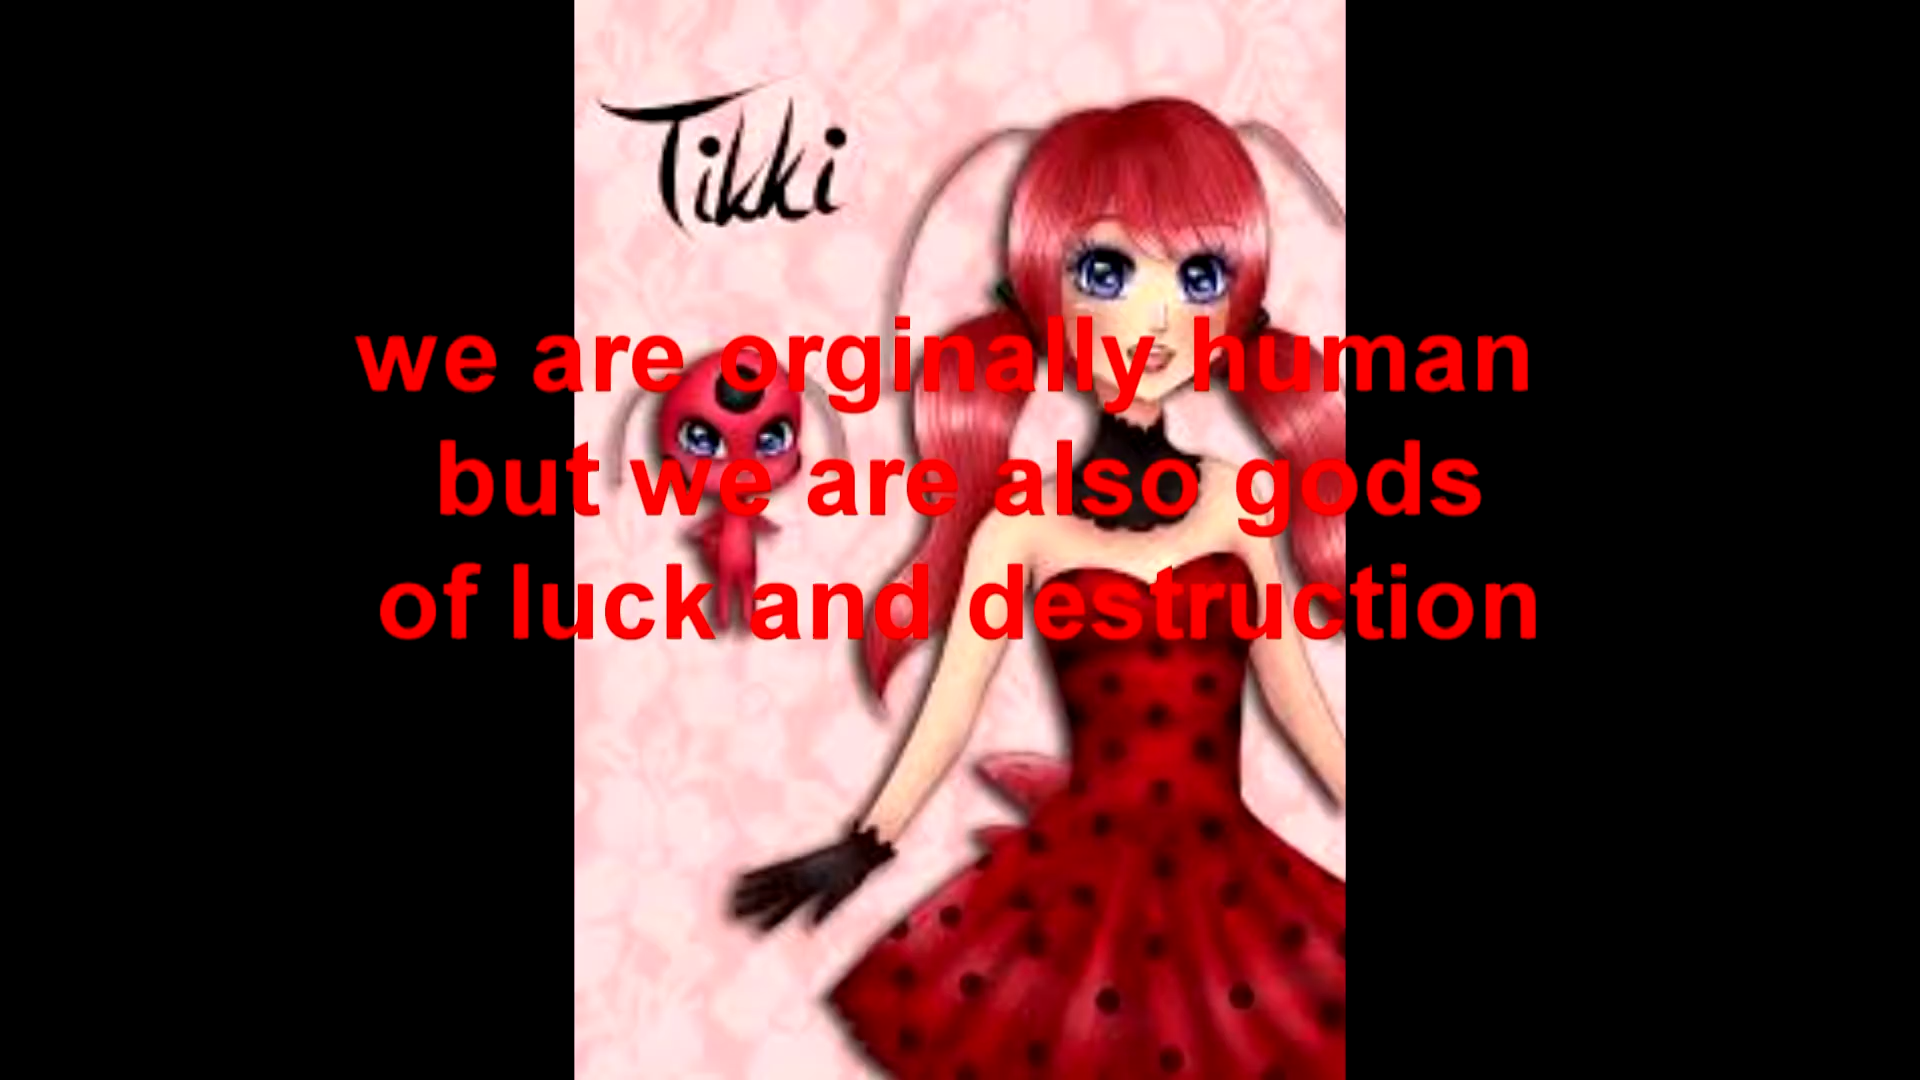 Tikki
we are orginally human
but we are also gods
of luck and destruction